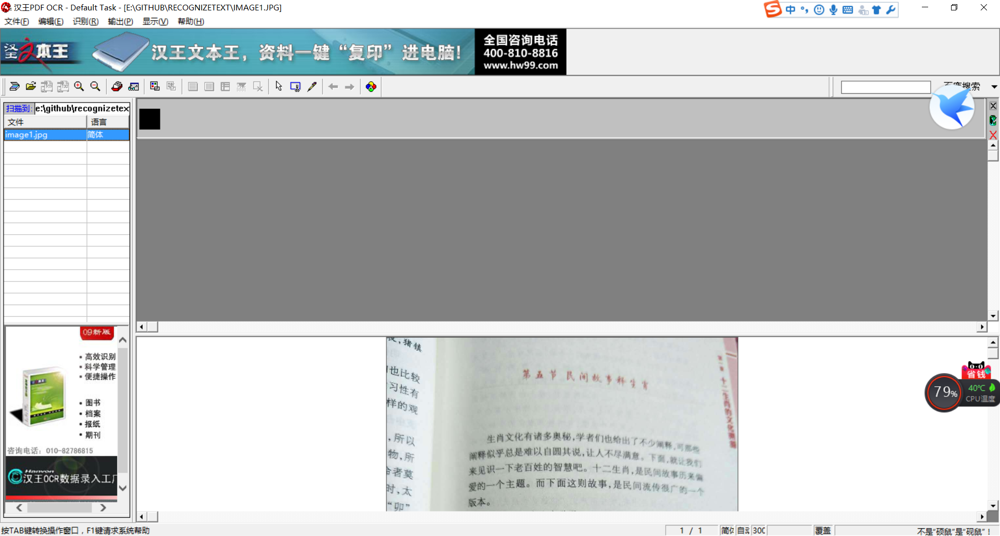 汉王PDF OCR - Default Task - [E:\GITHUB\RECOGNIZETEXT\IMAGE1.JPG]
中
文件(F) 编辑(E) 识别(R) 输出(P) 显示(V) 帮助(H)
汉王文本王
汉王文本王，资料一键“复印”进电脑！
全国咨询电话
400-810-8816
www.hw99.com
百度搜索
扫描到: e:\github\recognizetex
文件 语言
image1.jpg 简体
09新版
• 高效识别
• 科学管理
• 便捷操作
• 图书
• 档案
• 报纸
• 期刊
咨询电话：010-82786815
Hanvon
汉王OCR数据录入工厂
，猪镇
也比较
习性有
样的观
，所以
物，所
者莫
时，太
“卯”
第五节 民间故事释生肖
十二生肖的文化渊源
生肖文化有诸多奥秘，学者们也给出了不少阐释，可那些
阐释似乎总是难以自圆其说，让人不尽满意。下面，就让我们
来见识一下老百姓的智慧吧。十二生肖，是民间故事历来偏
爱的一个主题。而下面这则故事，是民间流传很广的一个
版本。
省钱
79%
40℃
CPU温度
按TAB键转换操作窗口，F1键请求系统帮助
1 / 1 简体 自动 300 覆盖 不是“硕鼠”是“砚鼠”！